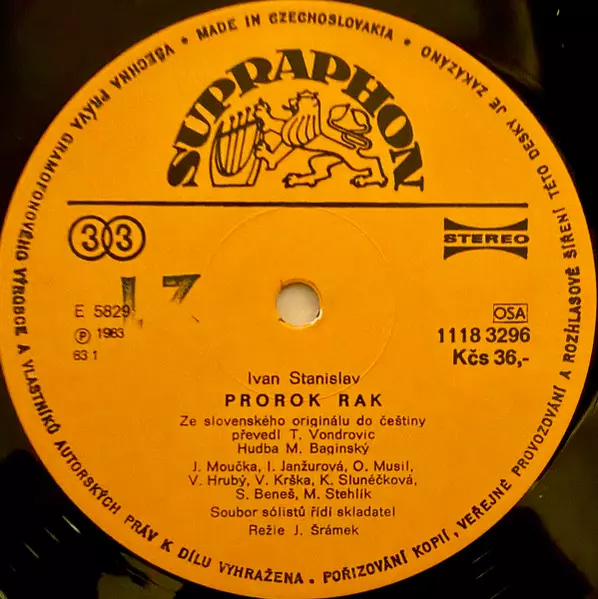 VŠECHNA PRÁVA GRAMOFONOVÉHO VÝROBCE A VLASTNÍKŮ AUTORSKÝCH PRÁV K DÍLU VYHRAŽENA. POŘIZOVÁNÍ KOPIÍ, VEŘEJNÉ PROVOZOVÁNÍ A ROZHLASOVÉ ŠÍŘENÍ TÉTO DESKY JE ZAKÁZÁNO • MADE IN CZECHOSLOVAKIA •
SUPRAPHON
33
STEREO
E 5829
Ⓟ 1983
83 1
13
OSA
1118 3296
Kčs 36,-
Ivan Stanislav
PROROK RAK
Ze slovenského originálu do češtiny
převedl T. Vondrovic
Hudba M. Baginský
J. Moučka, I. Janžurová, O. Musil,
V. Hrubý, V. Krška, K. Slunéčková,
S. Beneš, M. Stehlík
Soubor sólistů řídí skladatel
Režie J. Šrámek